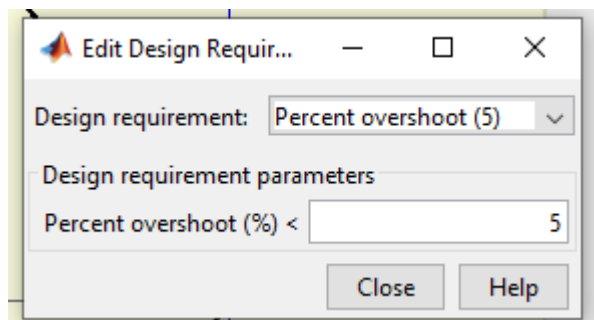 Edit Design Requir...
Design requirement: Percent overshoot (5)
Design requirement parameters
Percent overshoot (%) < 5
Close Help